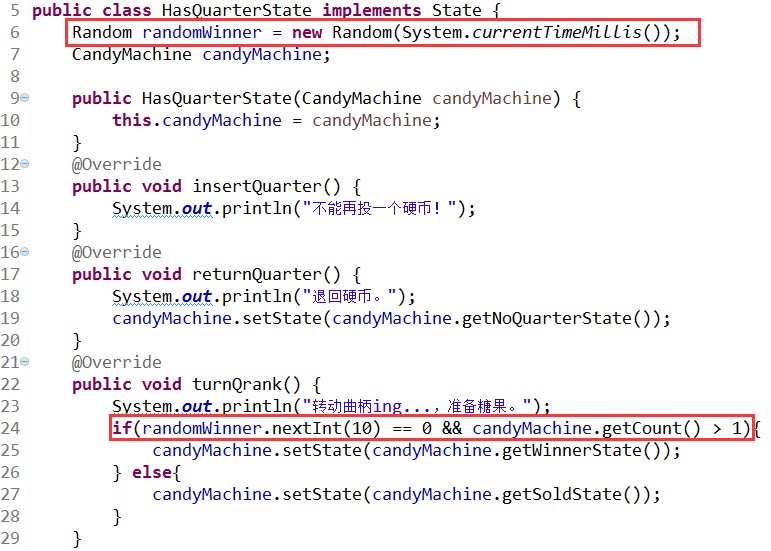 5 public class HasQuarterState implements State {
6     Random randomWinner = new Random(System.currentTimeMillis());
7     CandyMachine candyMachine;
8
9     public HasQuarterState(CandyMachine candyMachine) {
10         this.candyMachine = candyMachine;
11     }
12     @Override
13     public void insertQuarter() {
14         System.out.println("不能再投一个硬币！");
15     }
16     @Override
17     public void returnQuarter() {
18         System.out.println("退回硬币。");
19         candyMachine.setState(candyMachine.getNoQuarterState());
20     }
21     @Override
22     public void turnQrank() {
23         System.out.println("转动曲柄ing...，准备糖果。");
24         if(randomWinner.nextInt(10) == 0 && candyMachine.getCount() > 1){
25             candyMachine.setState(candyMachine.getWinnerState());
26         } else{
27             candyMachine.setState(candyMachine.getSoldState());
28         }
29     }